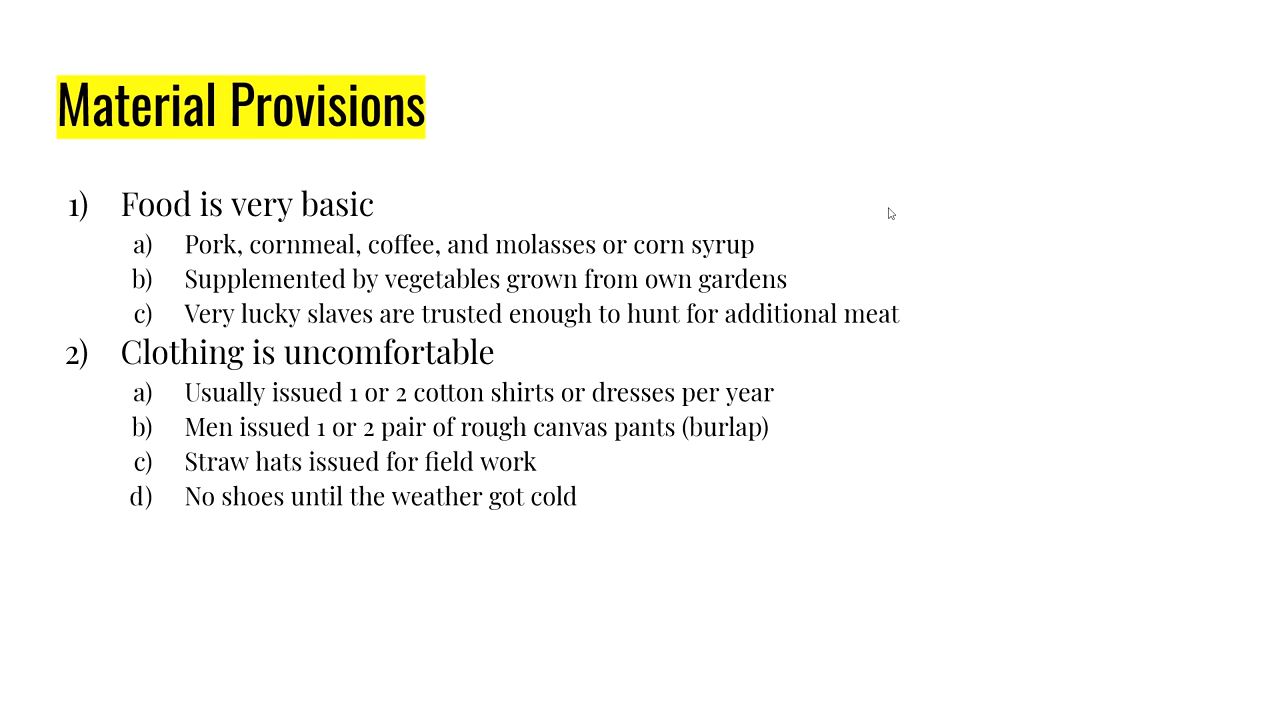 Material Provisions
1) Food is very basic
a) Pork, cornmeal, coffee, and molasses or corn syrup
b) Supplemented by vegetables grown from own gardens
c) Very lucky slaves are trusted enough to hunt for additional meat
2) Clothing is uncomfortable
a) Usually issued 1 or 2 cotton shirts or dresses per year
b) Men issued 1 or 2 pair of rough canvas pants (burlap)
c) Straw hats issued for field work
d) No shoes until the weather got cold